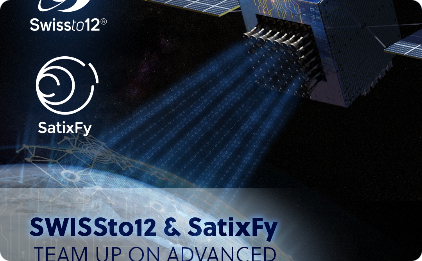 Swissto12®
SatixFy
SWISSto12 & SatixFy
TEAM UP ON ADVANCED